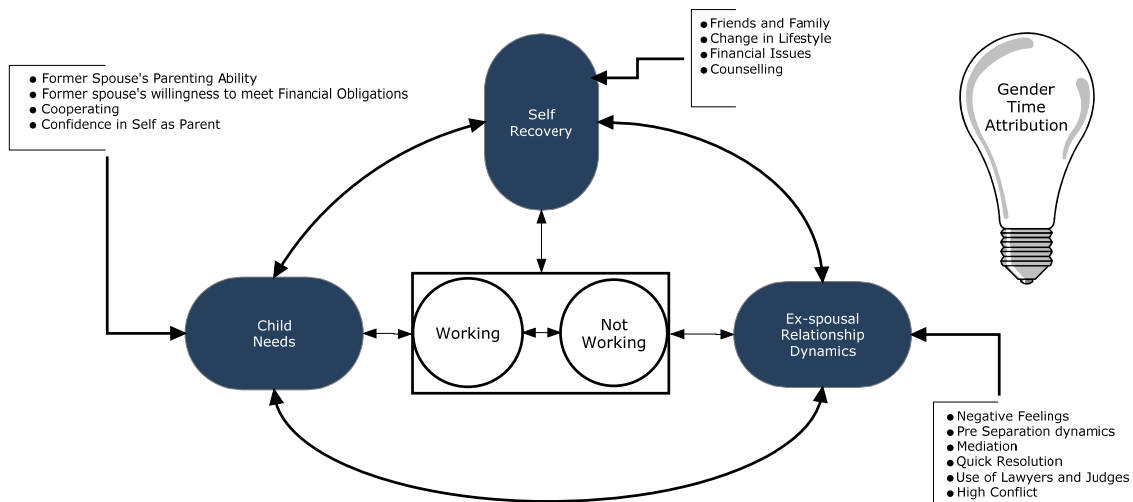 Friends and Family
Change in Lifestyle
Financial Issues
Counselling
Former Spouse's Parenting Ability
Former spouse's willingness to meet Financial Obligations
Cooperating
Confidence in Self as Parent
Self
Recovery
Gender
Time
Attribution
Child
Needs
Working
Not
Working
Ex-spousal
Relationship
Dynamics
Negative Feelings
Pre Separation dynamics
Mediation
Quick Resolution
Use of Lawyers and Judges
High Conflict